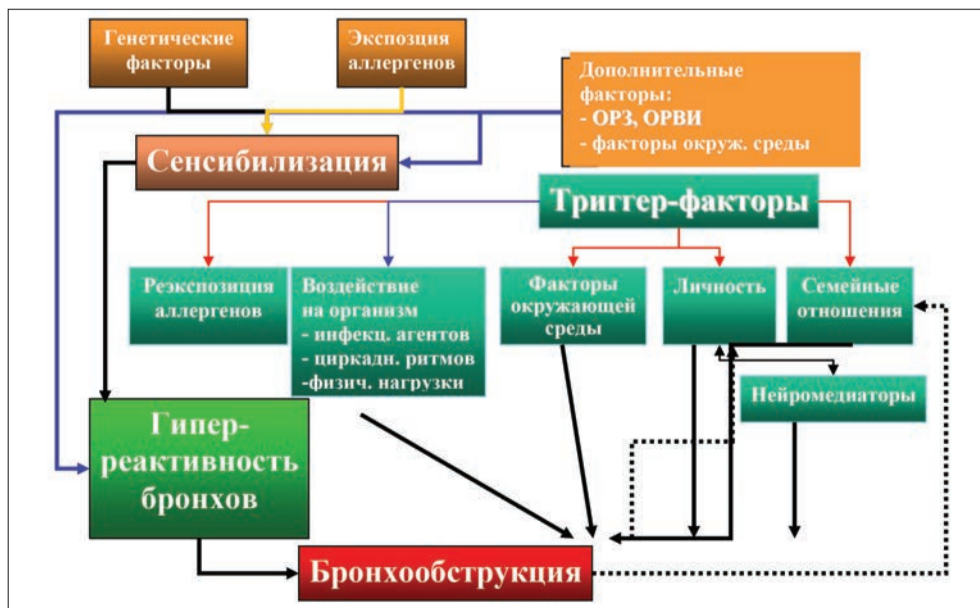 Генетические
факторы
Экспозция
аллергенов
Дополнительные
факторы:
- ОРЗ, ОРВИ
- факторы окруж. среды
Сенсибилизация
Триггер-факторы
Реэкспозиция
аллергенов
Воздействие
на организм
- инфекц. агентов
- циркадн. ритмов
-физич. нагрузки
Факторы
окружающей
среды
Личность
Семейные
отношения
Нейромедиаторы
Гипер-
реактивность
бронхов
Бронхообструкция